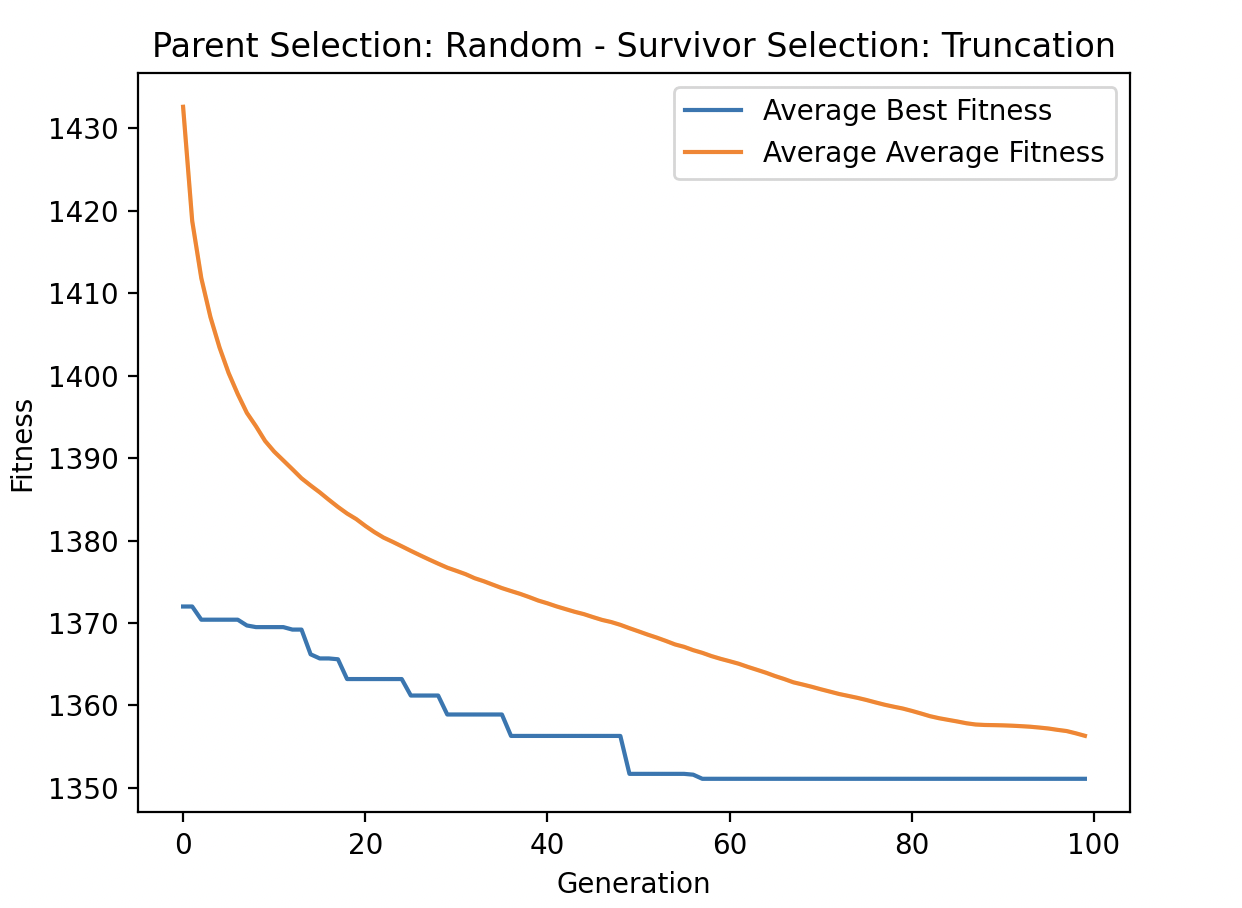 Parent Selection: Random - Survivor Selection: Truncation
Average Best Fitness
Average Average Fitness
1430
1420
1410
1400
1390
1380
1370
1360
1350
Fitness
0 20 40 60 80 100
Generation